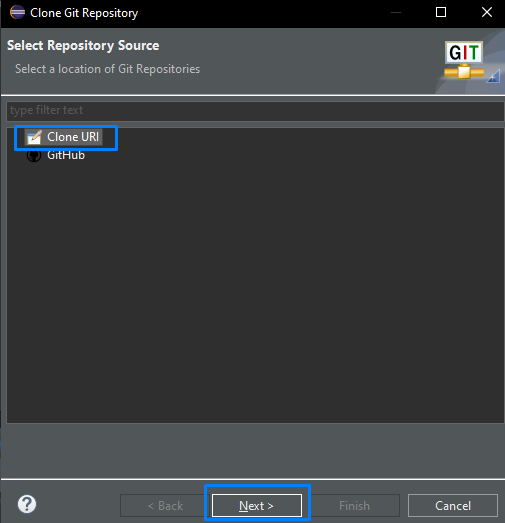 Clone Git Repository
Select Repository Source
Select a location of Git Repositories
GIT
type filter text
Clone URI
GitHub
?
< Back
Next >
Finish
Cancel